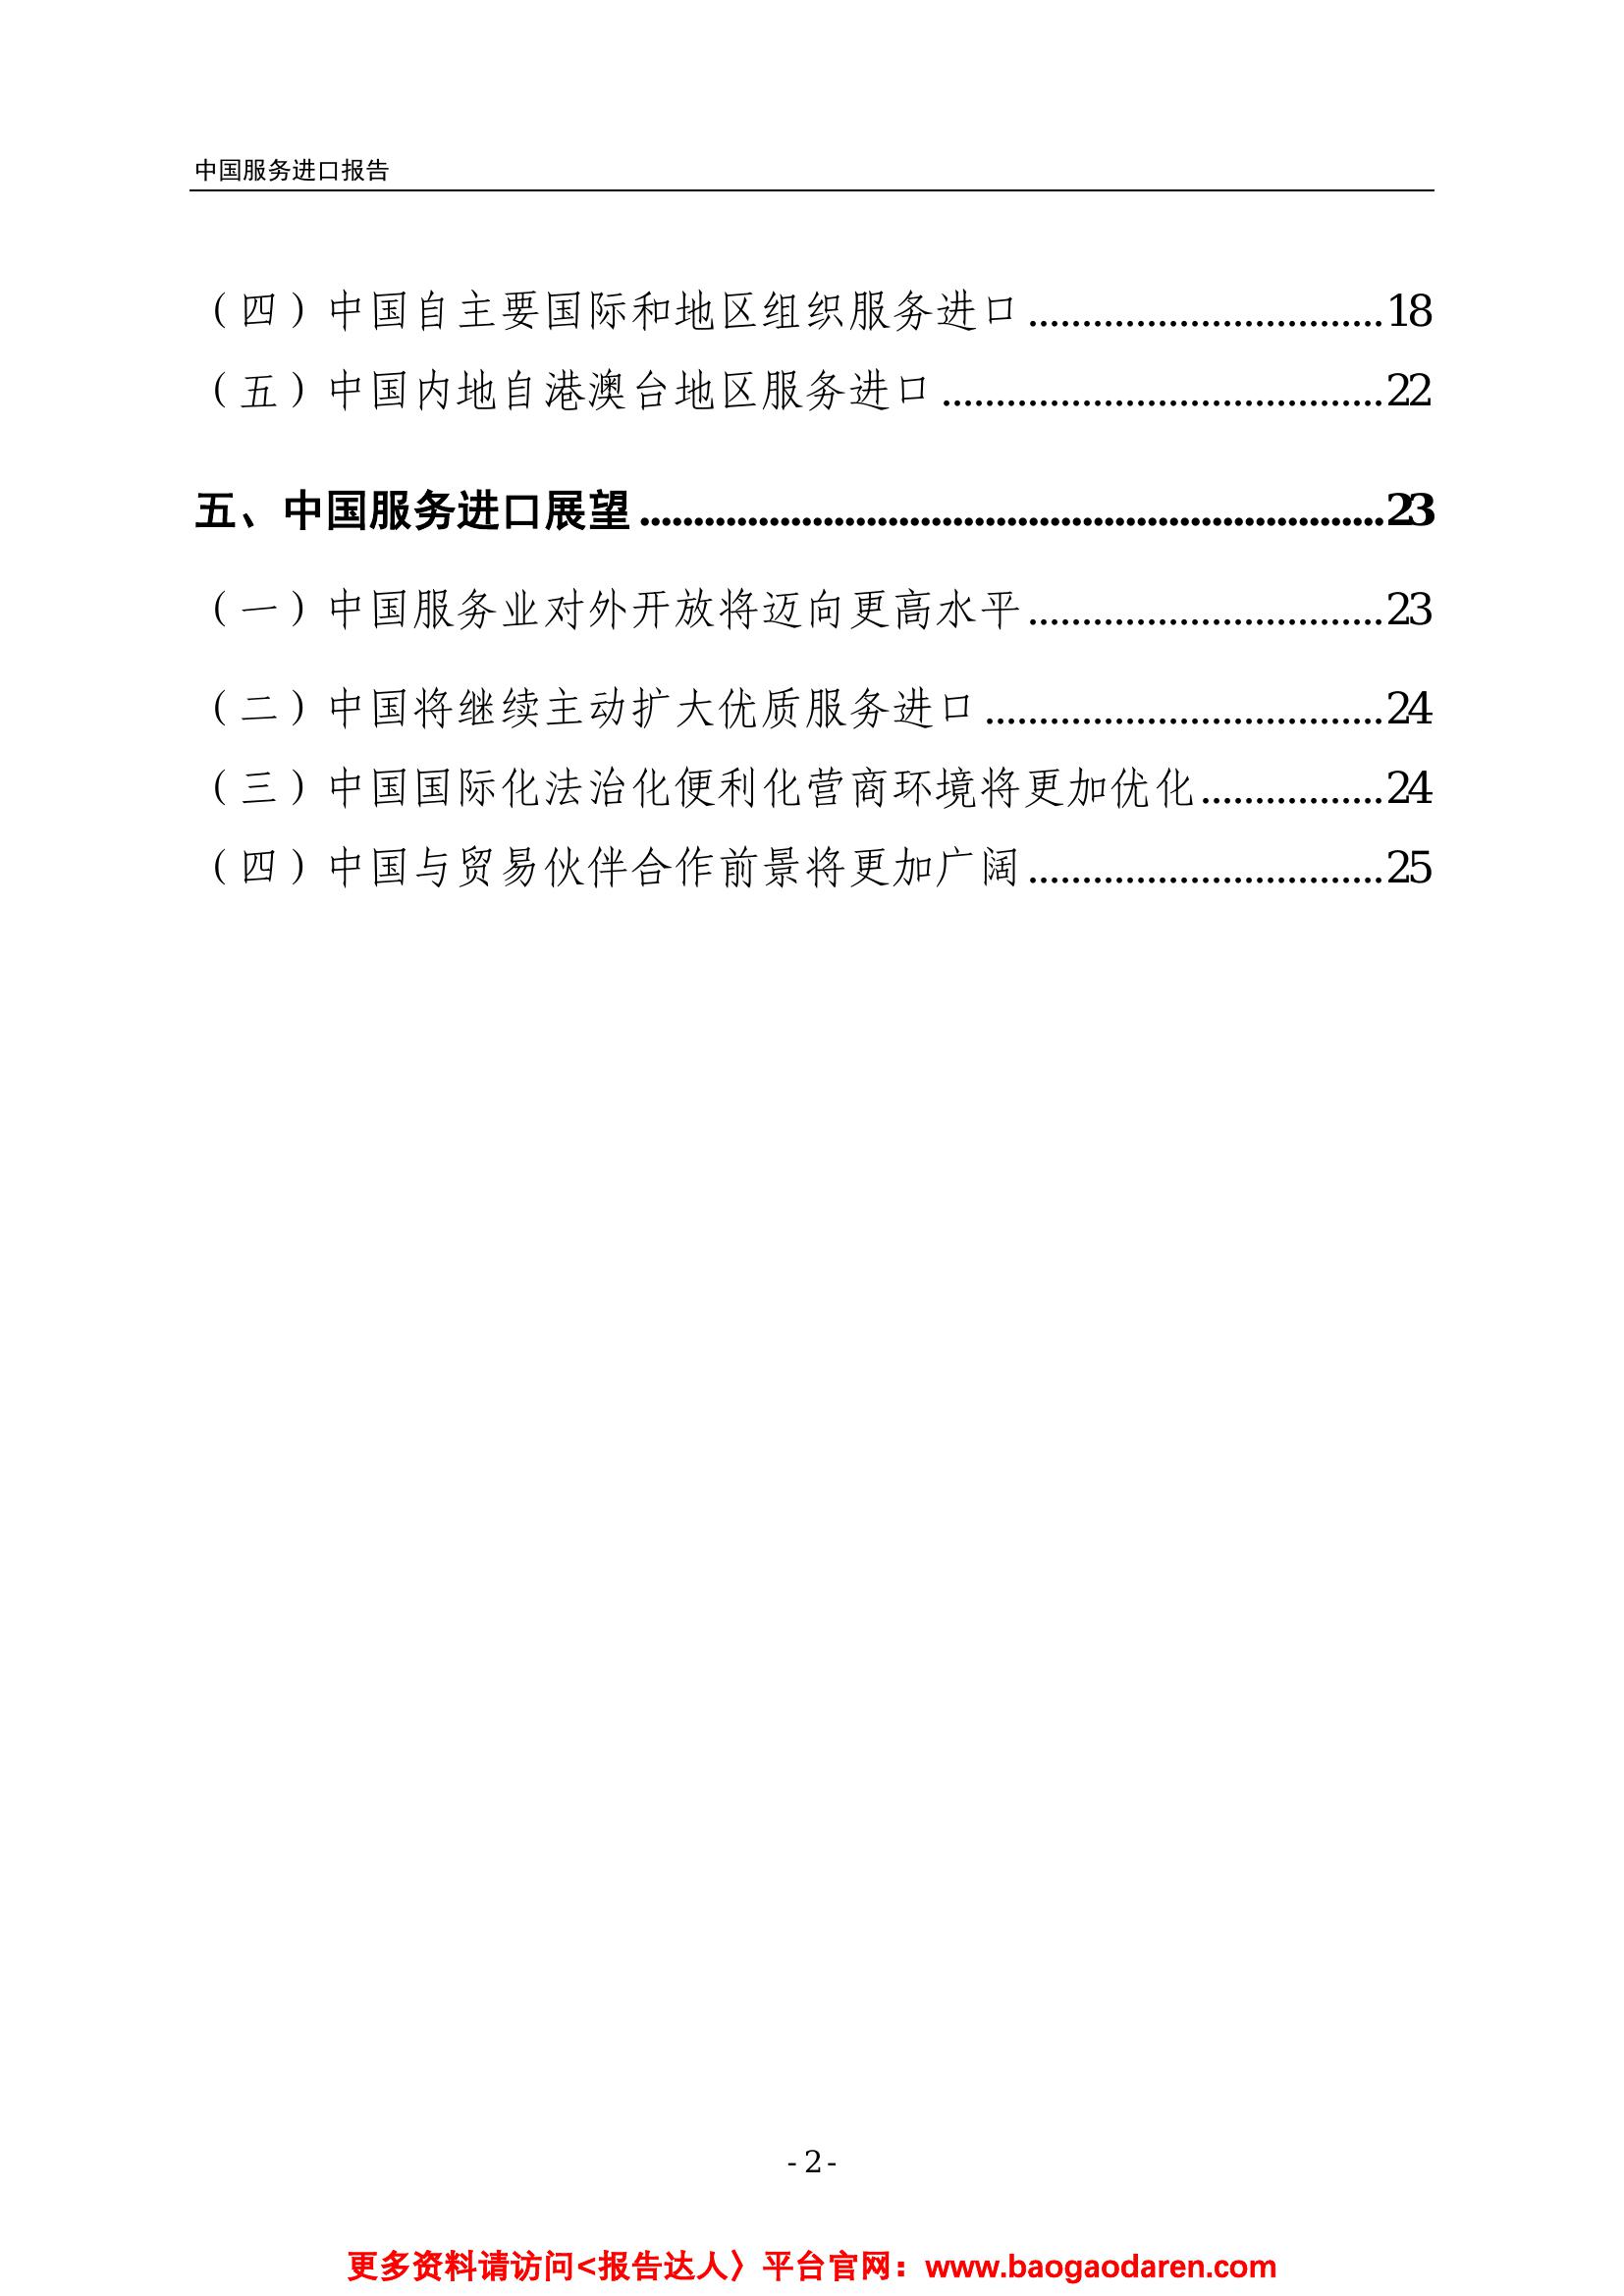 中国服务进口报告
（四）中国自主要国际和地区组织服务进口.................................18
（五）中国内地自港澳台地区服务进口.........................................22
五、中国服务进口展望.....................................................................23
（一）中国服务业对外开放将迈向更高水平.................................23
（二）中国将继续主动扩大优质服务进口.....................................24
（三）中国国际化法治化便利化营商环境将更加优化.................24
（四）中国与贸易伙伴合作前景将更加广阔.................................25
- 2 -
更多资料请访问<报告达人〉平台官网：www.baogaodaren.com